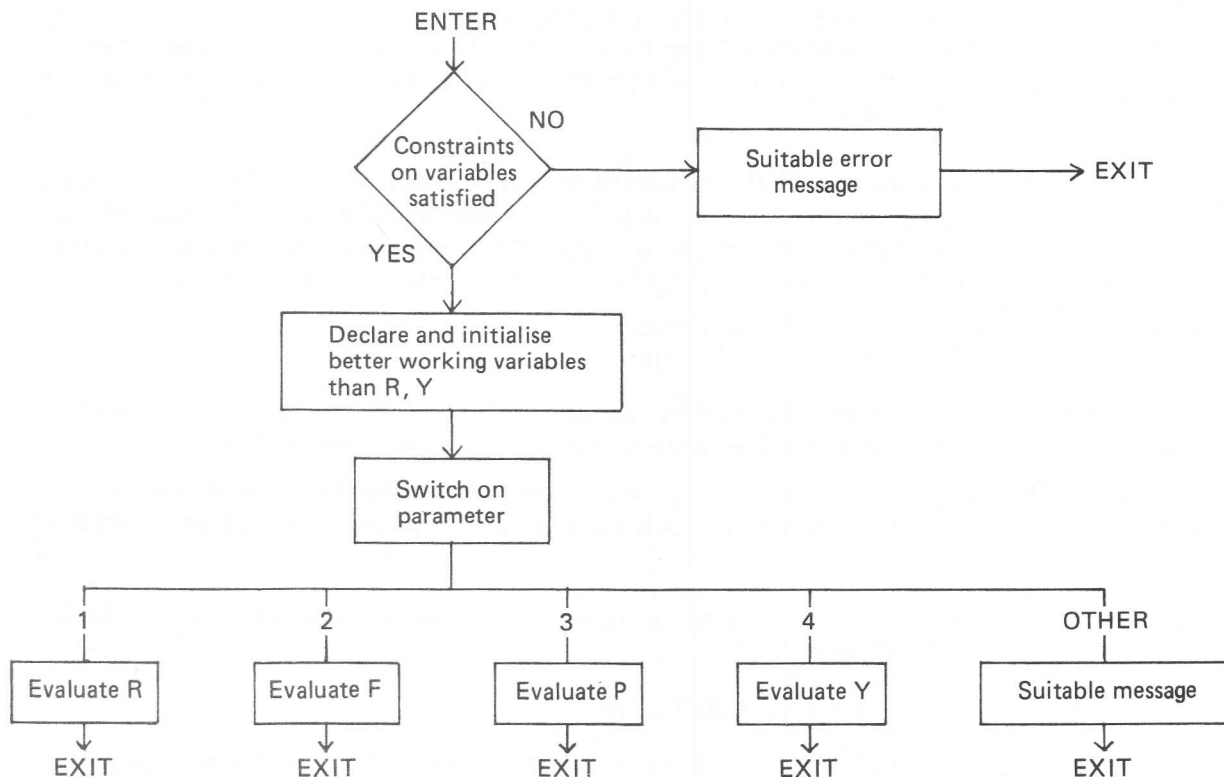 ENTER
NO
Constraints
on variables
satisfied
Suitable error
message
EXIT
YES
Declare and initialise
better working variables
than R, Y
Switch on
parameter
1
2
3
4
OTHER
Evaluate R
Evaluate F
Evaluate P
Evaluate Y
Suitable message
EXIT
EXIT
EXIT
EXIT
EXIT